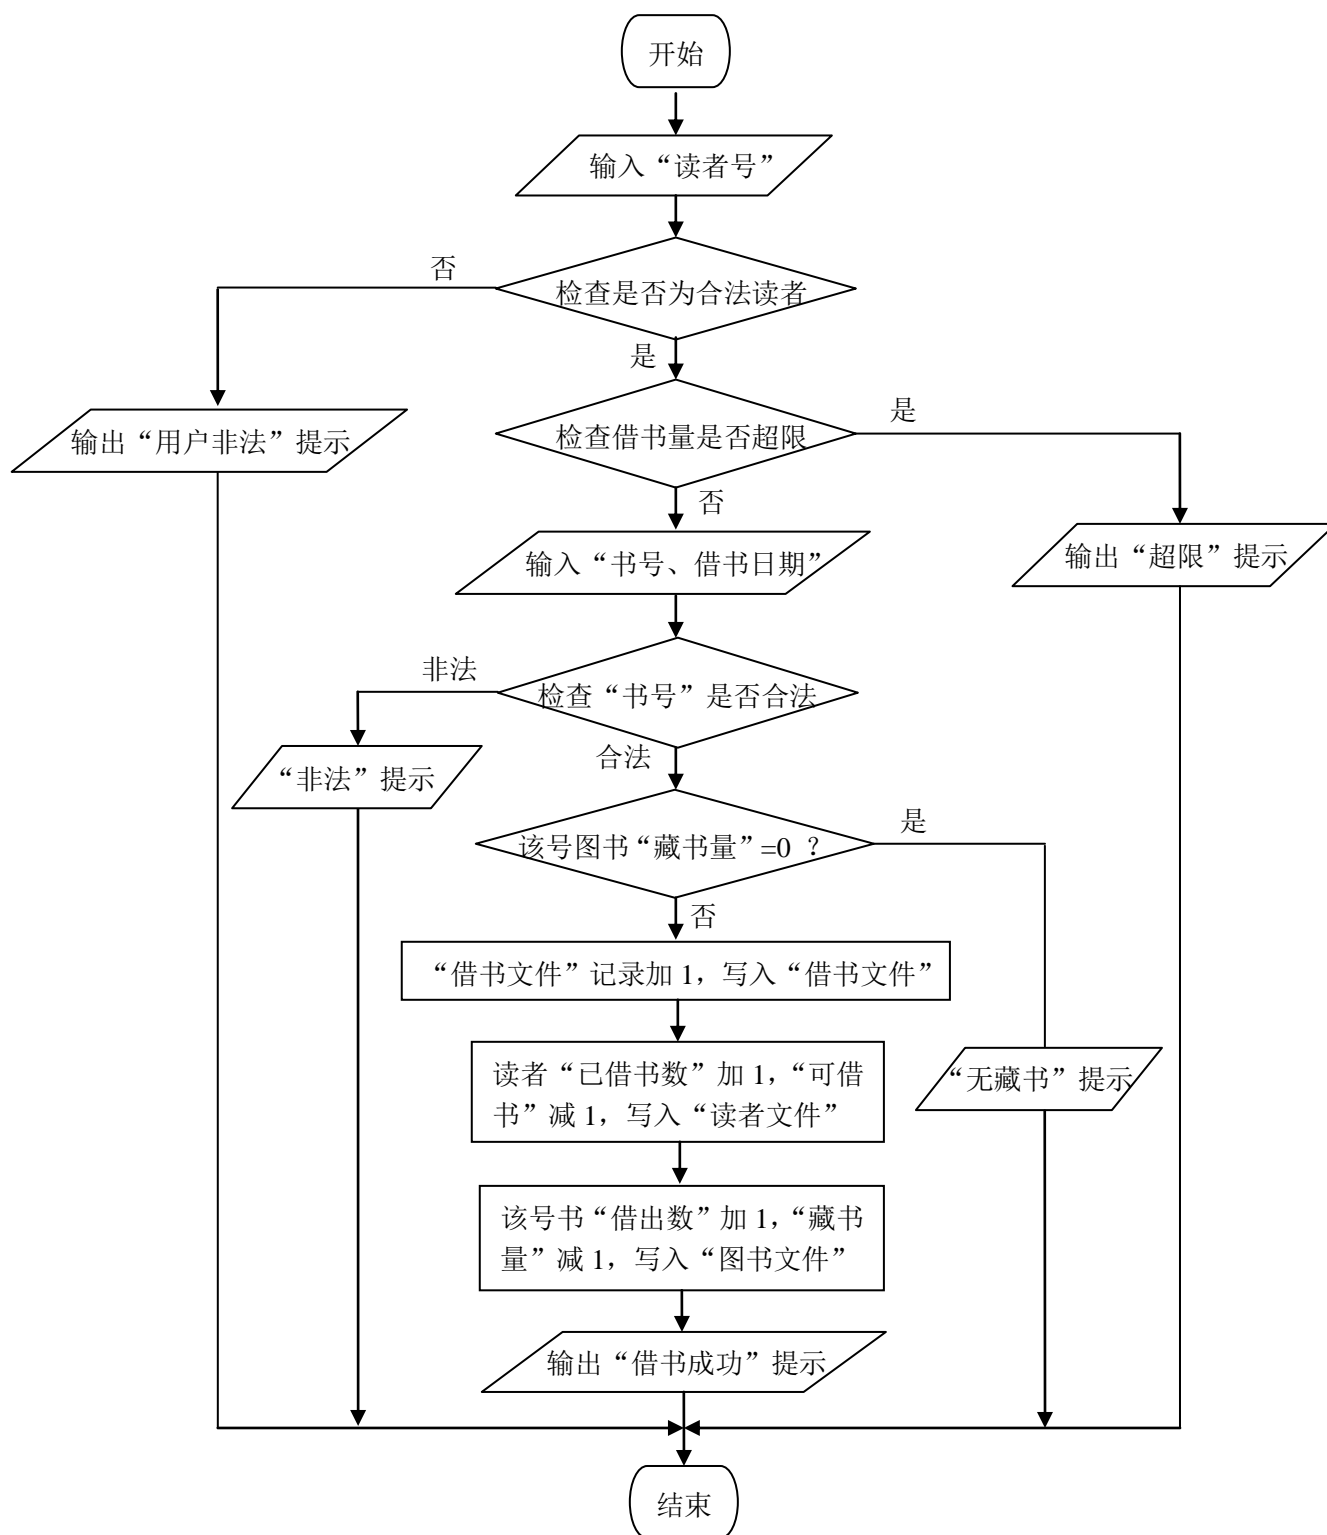 开始
输入“读者号”
否
检查是否为合法读者
是
输出“用户非法”提示
检查借书量是否超限
是
否
输入“书号、借书日期”
输出“超限”提示
非法
检查“书号”是否合法
合法
“非法”提示
该号图书“藏书量”=0 ？
是
否
“借书文件”记录加 1，写入“借书文件”
读者“已借书数”加 1，“可借
书”减 1，写入“读者文件”
“无藏书”提示
该号书“借出数”加 1，“藏书
量”减 1，写入“图书文件”
输出“借书成功”提示
结束